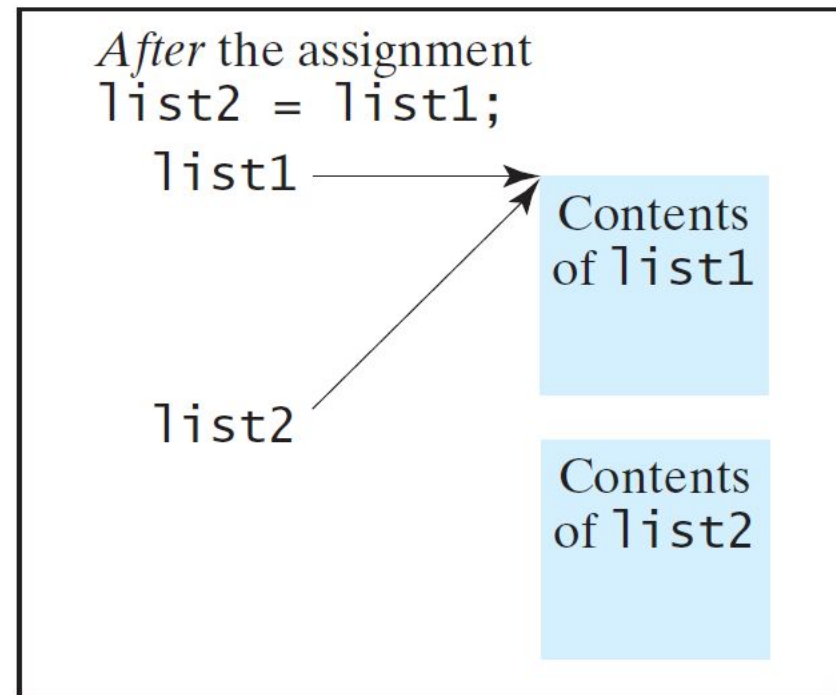 After the assignment
list2 = list1;
list1
Contents
of list1
list2
Contents
of list2